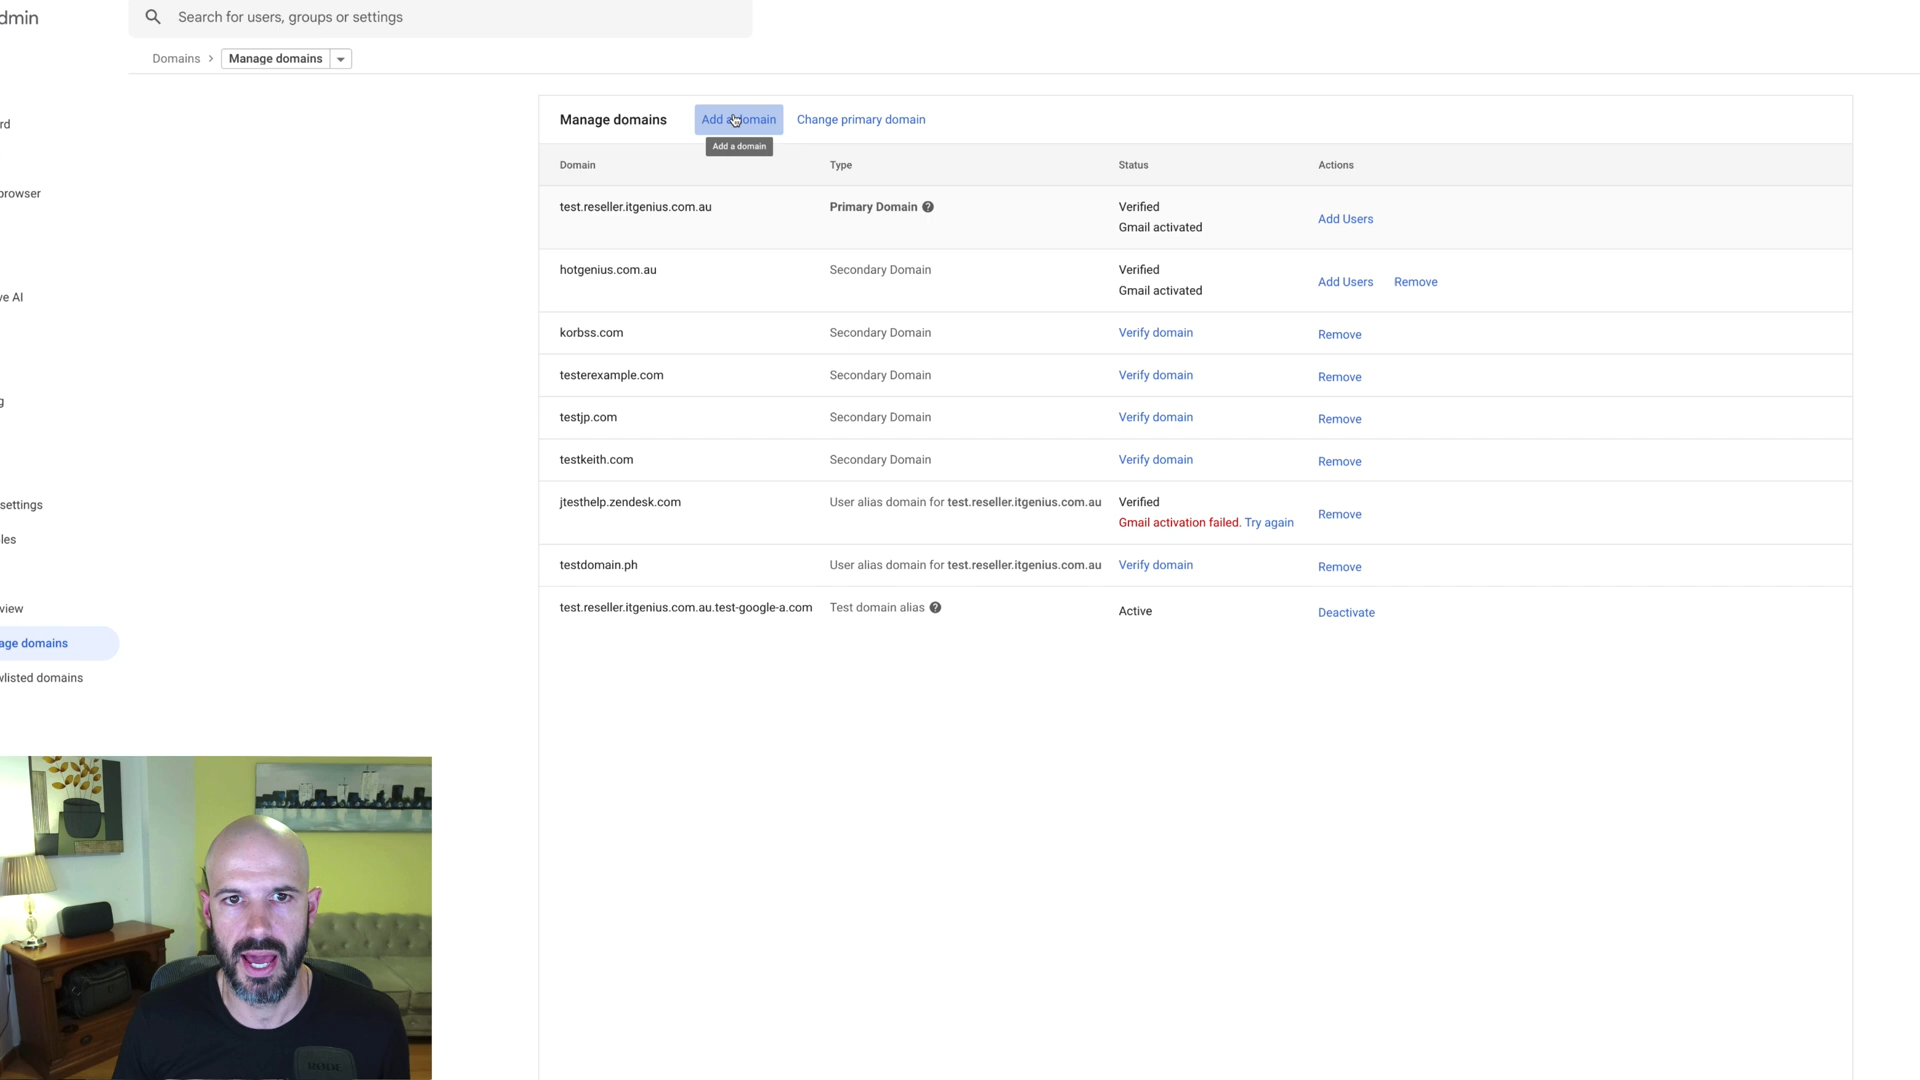 dmin
Search for users, groups or settings
Domains > Manage domains
rd
browser
ve AI
g
settings
les
view
age domains
wlisted domains
Manage domains Add a domain Change primary domain
Add a domain
Domain Type Status Actions
test.reseller.itgenius.com.au Primary Domain Verified Add Users
Gmail activated
hotgenius.com.au Secondary Domain Verified Add Users Remove
Gmail activated
korbss.com Secondary Domain Verify domain Remove
testerexample.com Secondary Domain Verify domain Remove
testjp.com Secondary Domain Verify domain Remove
testkeith.com Secondary Domain Verify domain Remove
jtesthelp.zendesk.com User alias domain for test.reseller.itgenius.com.au Verified Remove
Gmail activation failed. Try again
testdomain.ph User alias domain for test.reseller.itgenius.com.au Verify domain Remove
test.reseller.itgenius.com.au.test-google-a.com Test domain alias Active Deactivate